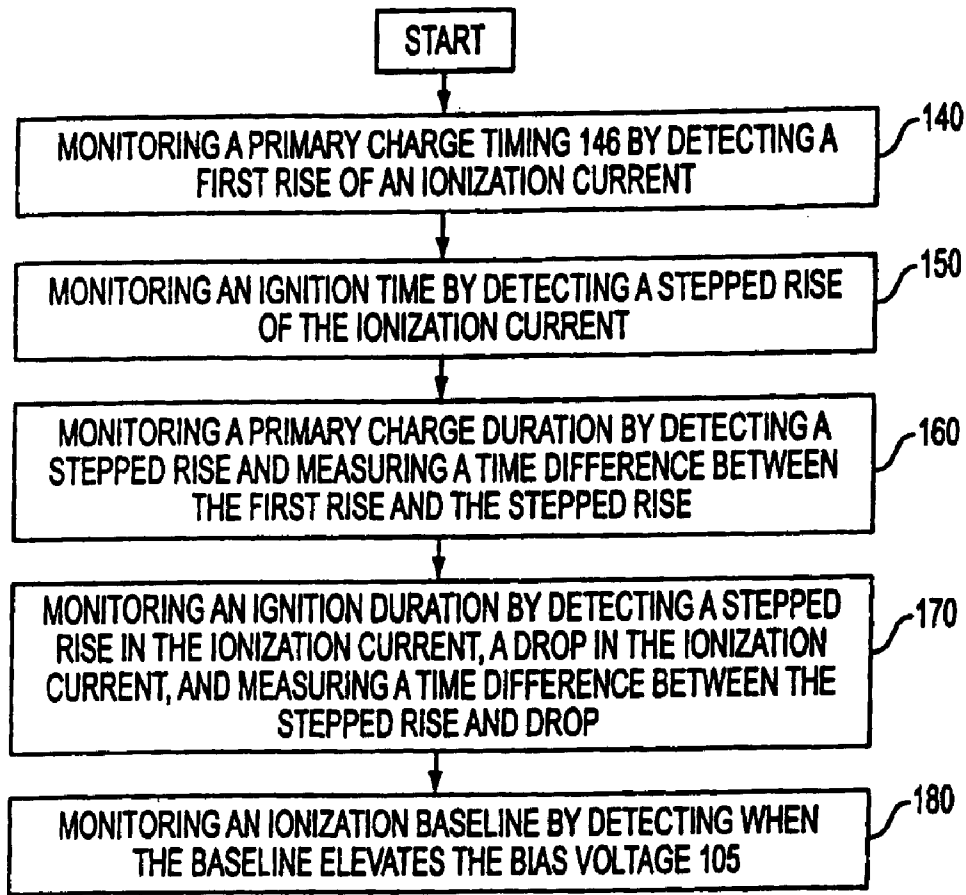 START
MONITORING A PRIMARY CHARGE TIMING 146 BY DETECTING A
FIRST RISE OF AN IONIZATION CURRENT
140
MONITORING AN IGNITION TIME BY DETECTING A STEPPED RISE
OF THE IONIZATION CURRENT
150
MONITORING A PRIMARY CHARGE DURATION BY DETECTING A
STEPPED RISE AND MEASURING A TIME DIFFERENCE BETWEEN
THE FIRST RISE AND THE STEPPED RISE
160
MONITORING AN IGNITION DURATION BY DETECTING A STEPPED
RISE IN THE IONIZATION CURRENT, A DROP IN THE IONIZATION
CURRENT, AND MEASURING A TIME DIFFERENCE BETWEEN THE
STEPPED RISE AND DROP
170
MONITORING AN IONIZATION BASELINE BY DETECTING WHEN
THE BASELINE ELEVATES THE BIAS VOLTAGE 105
180